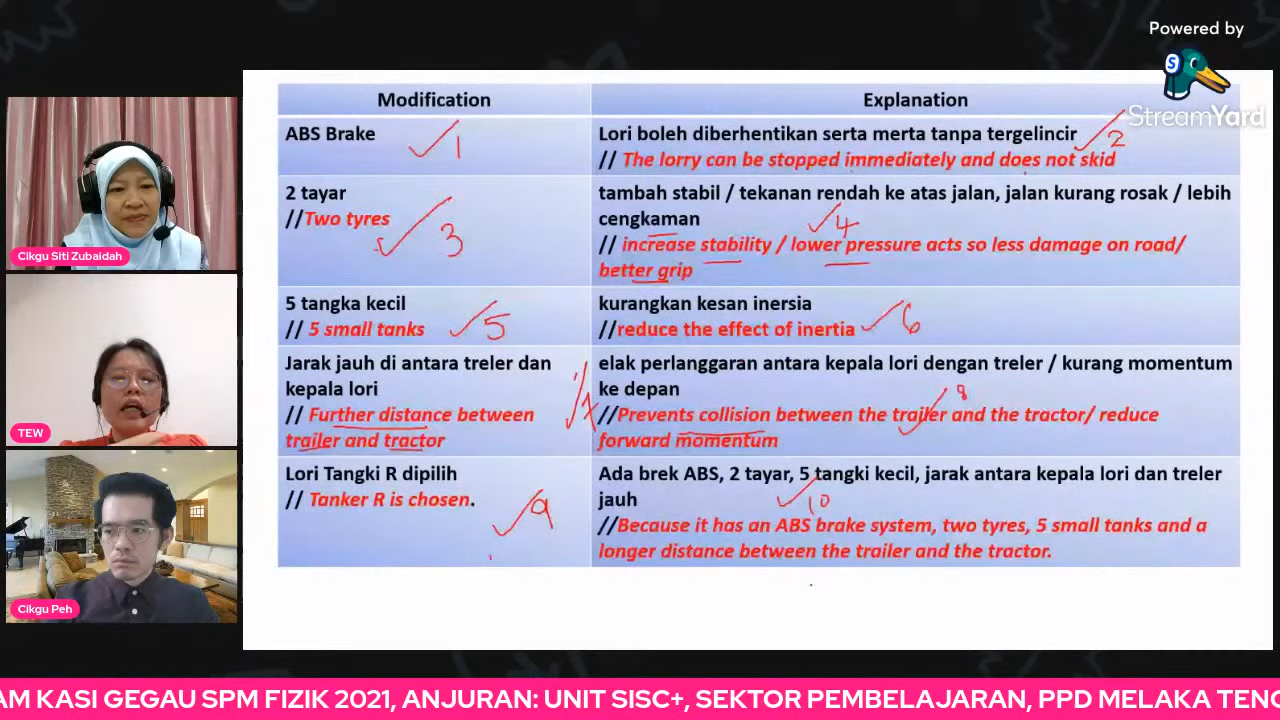 Powered by
StreamYard
Modification
Explanation
ABS Brake
1
Lori boleh diberhentikan serta merta tanpa tergelincir
2
// The lorry can be stopped immediately and does not skid
2 tayar
//Two tyres
3
tambah stabil / tekanan rendah ke atas jalan, jalan kurang rosak / lebih
cengkaman
4
// increase stability / lower pressure acts so less damage on road/
better grip
5 tangka kecil
// 5 small tanks
5
kurangkan kesan inersia
//reduce the effect of inertia
6
Jarak jauh di antara treler dan
kepala lori
// Further distance between
trailer and tractor
7
elak perlanggaran antara kepala lori dengan treler / kurang momentum
ke depan
8
//Prevents collision between the trailer and the tractor/ reduce
forward momentum
Lori Tangki R dipilih
// Tanker R is chosen.
9
Ada brek ABS, 2 tayar, 5 tangki kecil, jarak antara kepala lori dan treler
jauh
10
//Because it has an ABS brake system, two tyres, 5 small tanks and a
longer distance between the trailer and the tractor.
Cikgu Siti Zubaidah
TEW
Cikgu Peh
AM KASI GEGAU SPM FIZIK 2021, ANJURAN: UNIT SISC+, SEKTOR PEMBELAJARAN, PPD MELAKA TENG